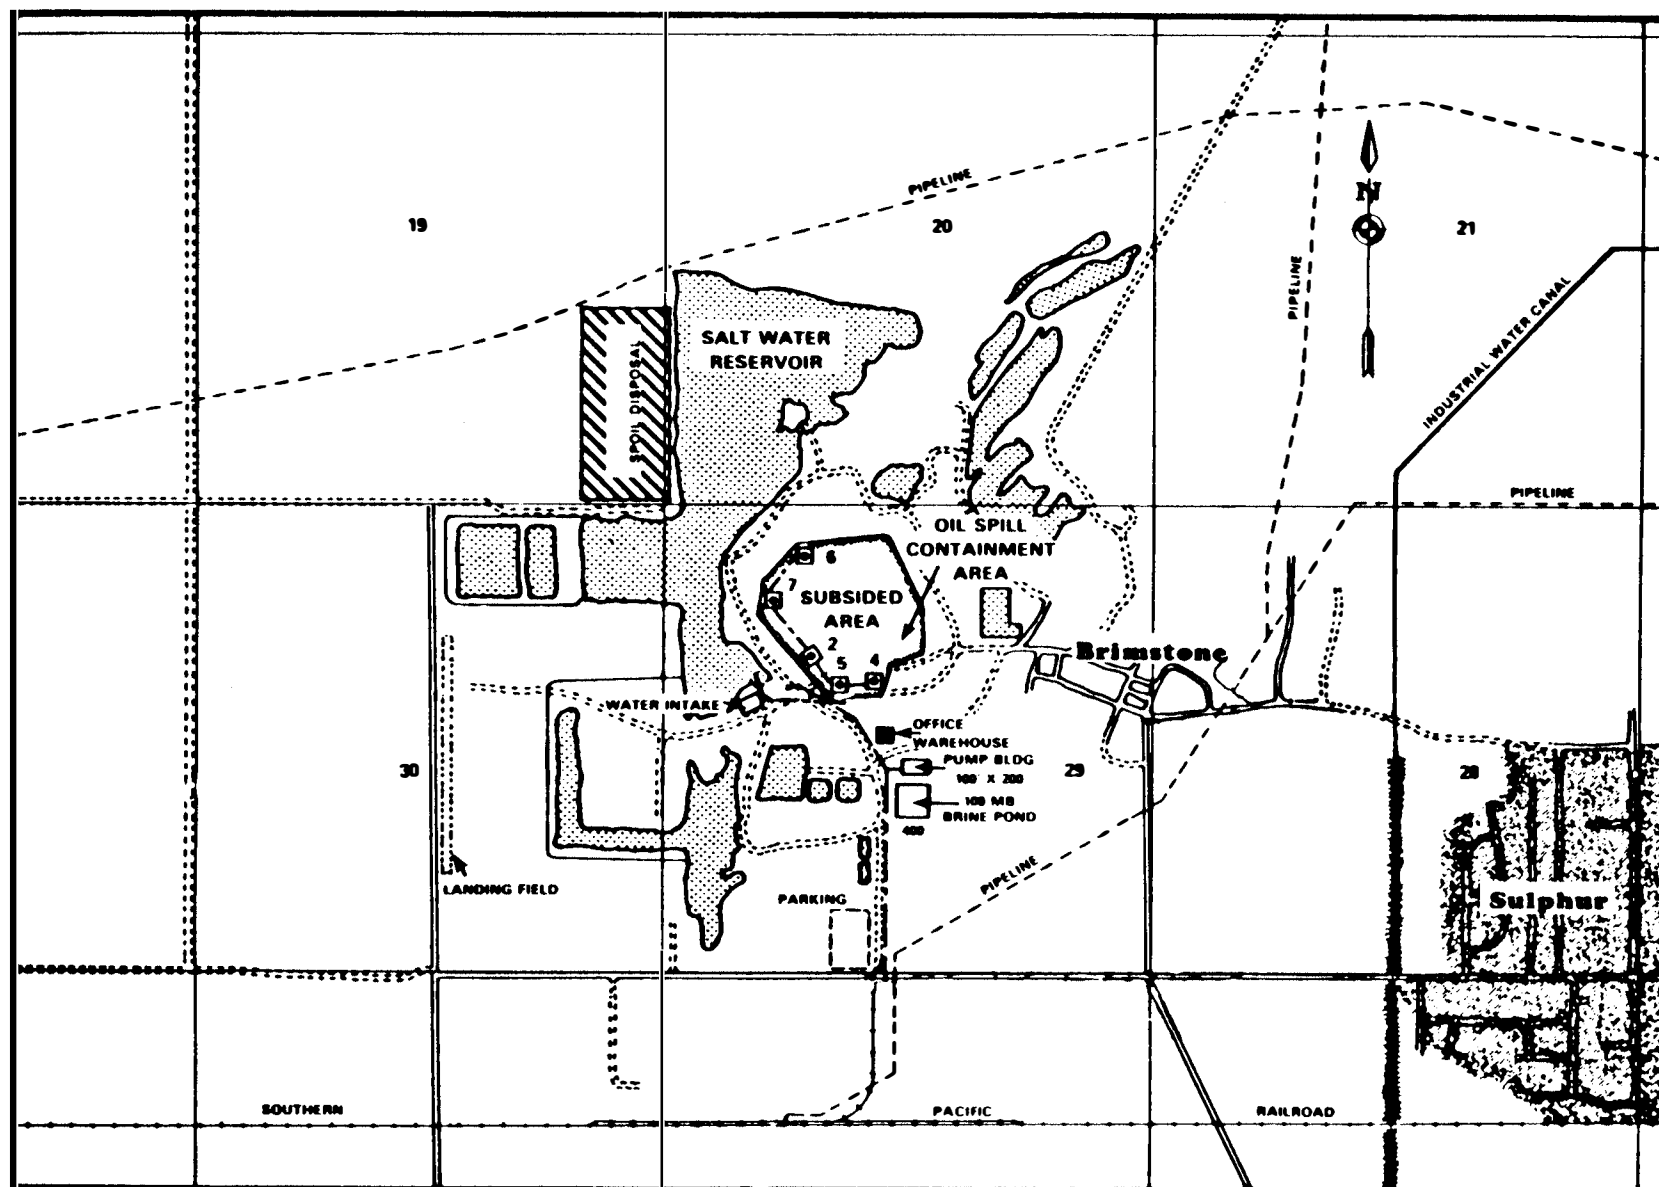 PIPELINE
N
19
20
21
PIPELINE
INDUSTRIAL WATER CANAL
SALT WATER
RESERVOIR
SPOIL DISPOSAL
PIPELINE
OIL SPILL
CONTAINMENT
AREA
6
7
SUBSIDED
AREA
2
5
4
Brimstone
WATER INTAKE
OFFICE
WAREHOUSE
PUMP BLDG
100' X 200
100 MB
BRINE POND
400
30
29
28
PIPELINE
LANDING FIELD
PARKING
Sulphur
SOUTHERN
PACIFIC
RAILROAD